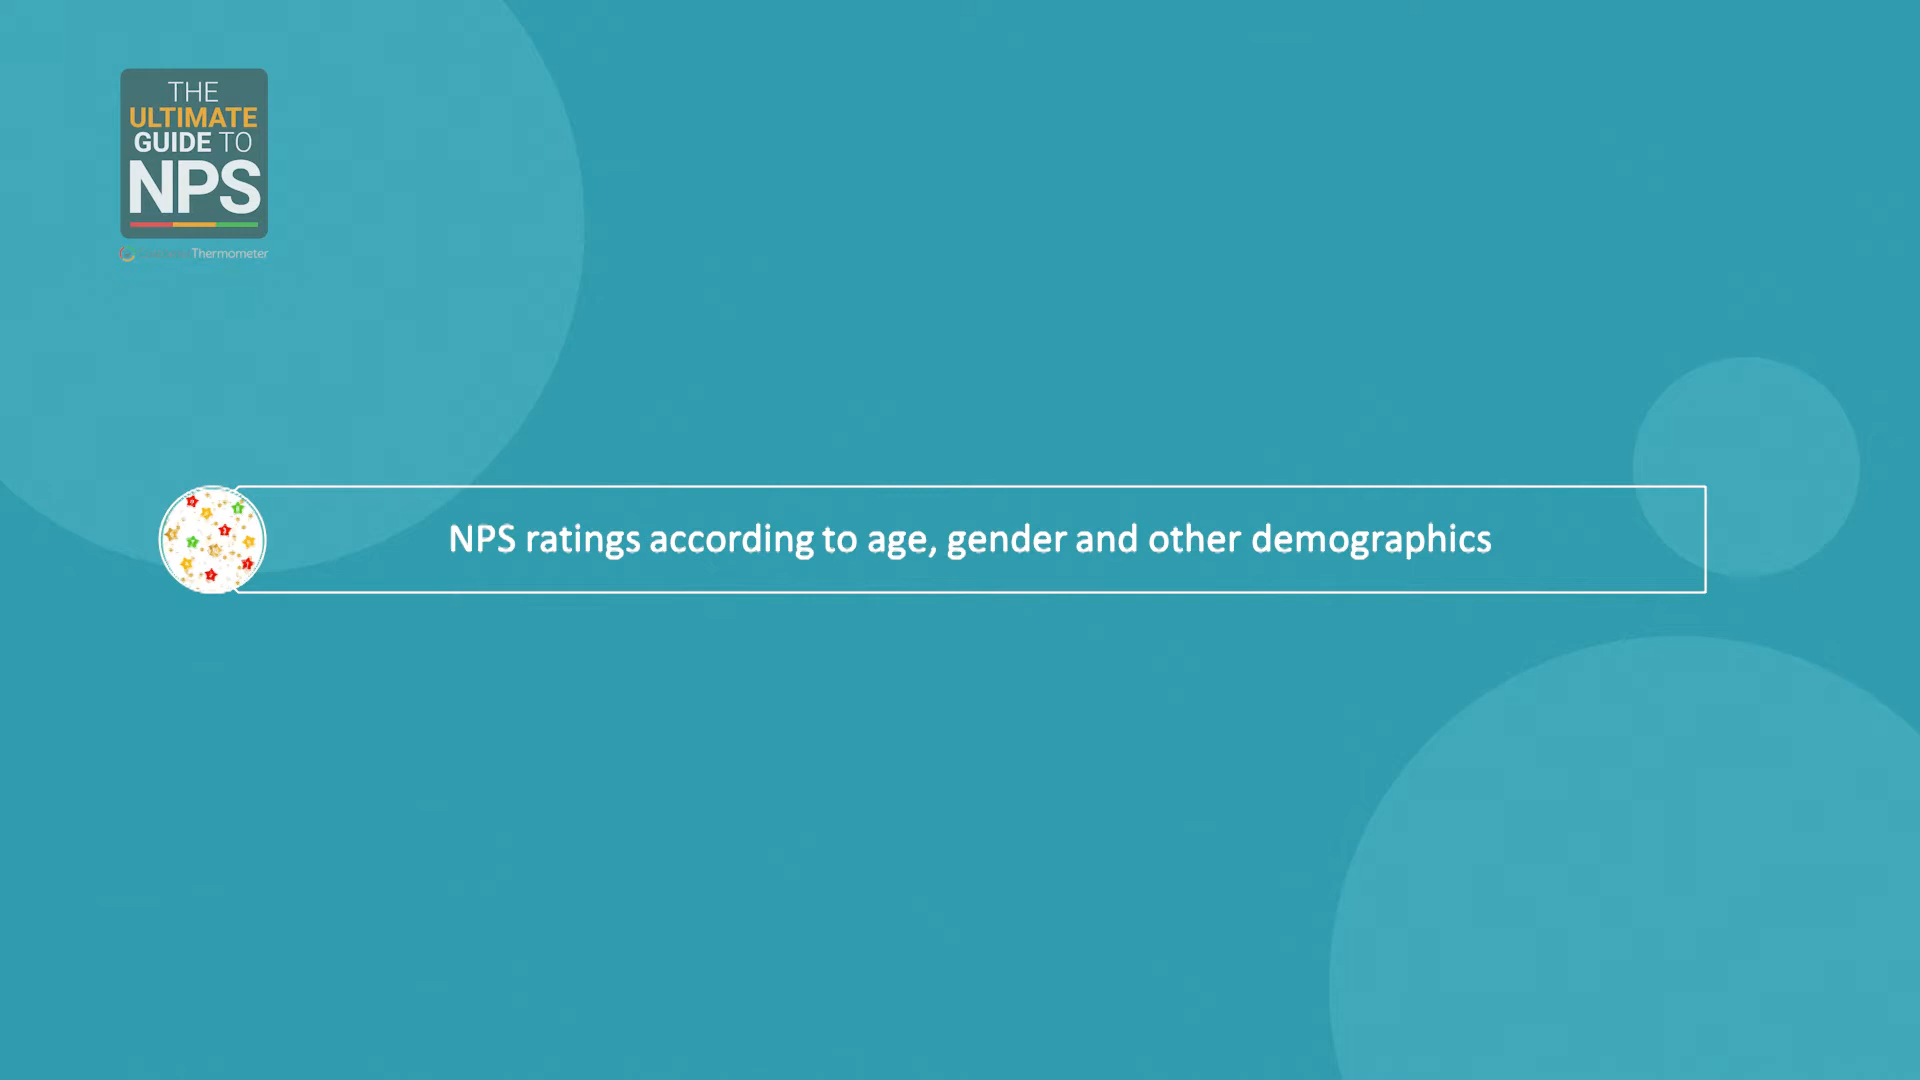 THE
ULTIMATE
GUIDE TO
NPS
Thermometer
NPS ratings according to age, gender and other demographics